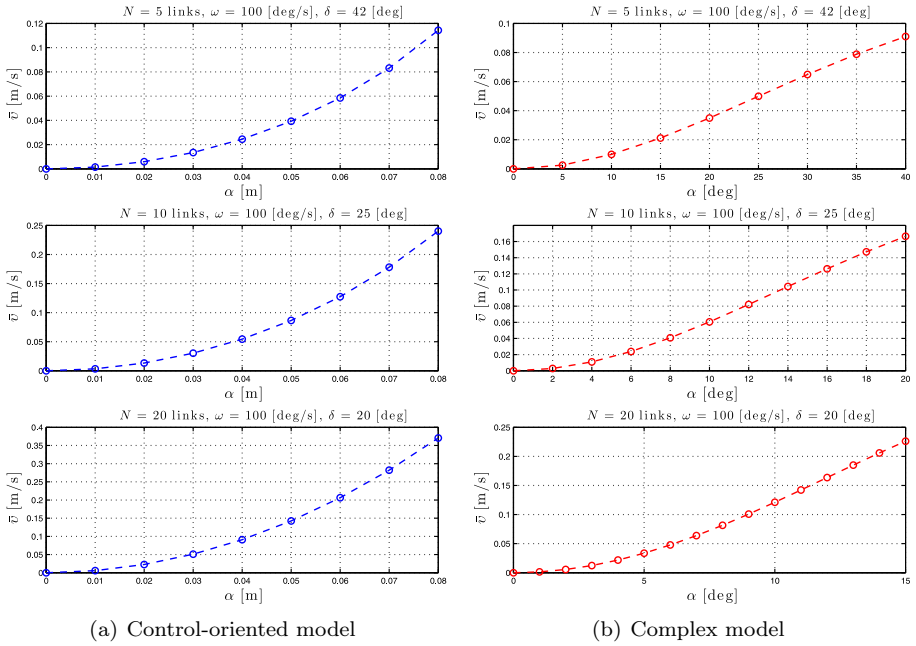 N = 5 links, ω = 100 [deg/s], δ = 42 [deg]
0.12
0.1
0.08
0.06
0.04
0.02
0
v̄ [m/s]
0 0.01 0.02 0.03 0.04 0.05 0.06 0.07 0.08
α [m]
N = 5 links, ω = 100 [deg/s], δ = 42 [deg]
0.1
0.08
0.06
0.04
0.02
0
v̄ [m/s]
0 5 10 15 20 25 30 35 40
α [deg]
N = 10 links, ω = 100 [deg/s], δ = 25 [deg]
0.25
0.2
0.15
0.1
0.05
0
v̄ [m/s]
0 0.01 0.02 0.03 0.04 0.05 0.06 0.07 0.08
α [m]
N = 10 links, ω = 100 [deg/s], δ = 25 [deg]
0.16
0.14
0.12
0.1
0.08
0.06
0.04
0.02
0
v̄ [m/s]
0 2 4 6 8 10 12 14 16 18 20
α [deg]
N = 20 links, ω = 100 [deg/s], δ = 20 [deg]
0.4
0.35
0.3
0.25
0.2
0.15
0.1
0.05
0
v̄ [m/s]
0 0.01 0.02 0.03 0.04 0.05 0.06 0.07 0.08
α [m]
N = 20 links, ω = 100 [deg/s], δ = 20 [deg]
0.25
0.2
0.15
0.1
0.05
0
v̄ [m/s]
0 5 10 15
α [deg]
(a) Control-oriented model
(b) Complex model